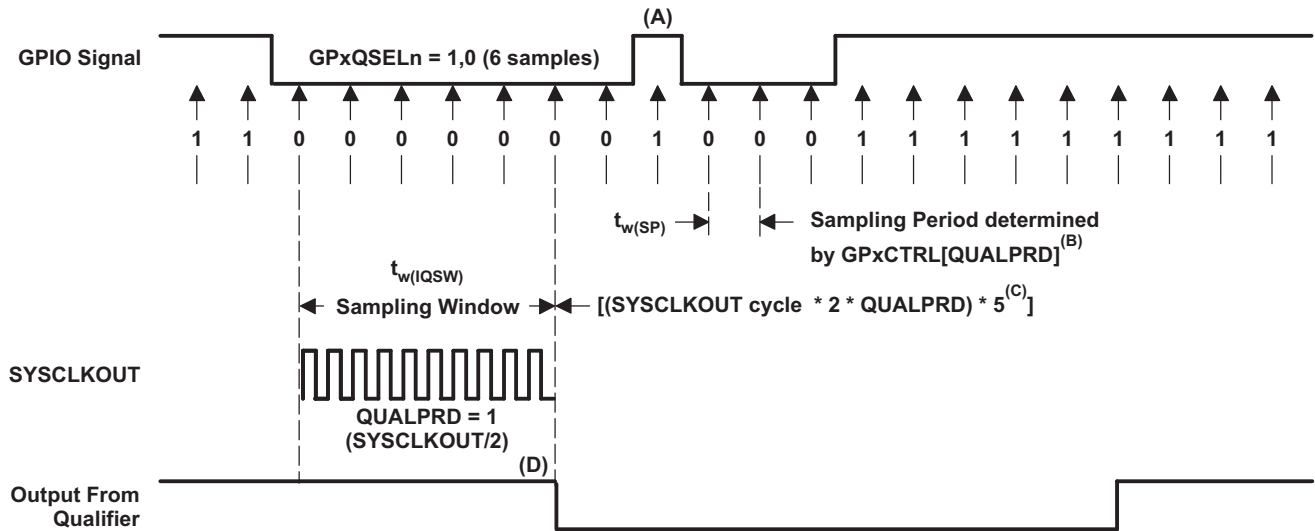 (A)
GPIO Signal
GPxQSELn = 1,0 (6 samples)
1 1 0 0 0 0 0 0 0 1 0 0 0 1 1 1 1 1 1 1 1 1
tw(SP)
Sampling Period determined
by GPxCTRL[QUALPRD](B)
tw(IQSW)
Sampling Window
[(SYSCLKOUT cycle * 2 * QUALPRD) * 5(C)]
SYSCLKOUT
QUALPRD = 1
(SYSCLKOUT/2)
(D)
Output From
Qualifier